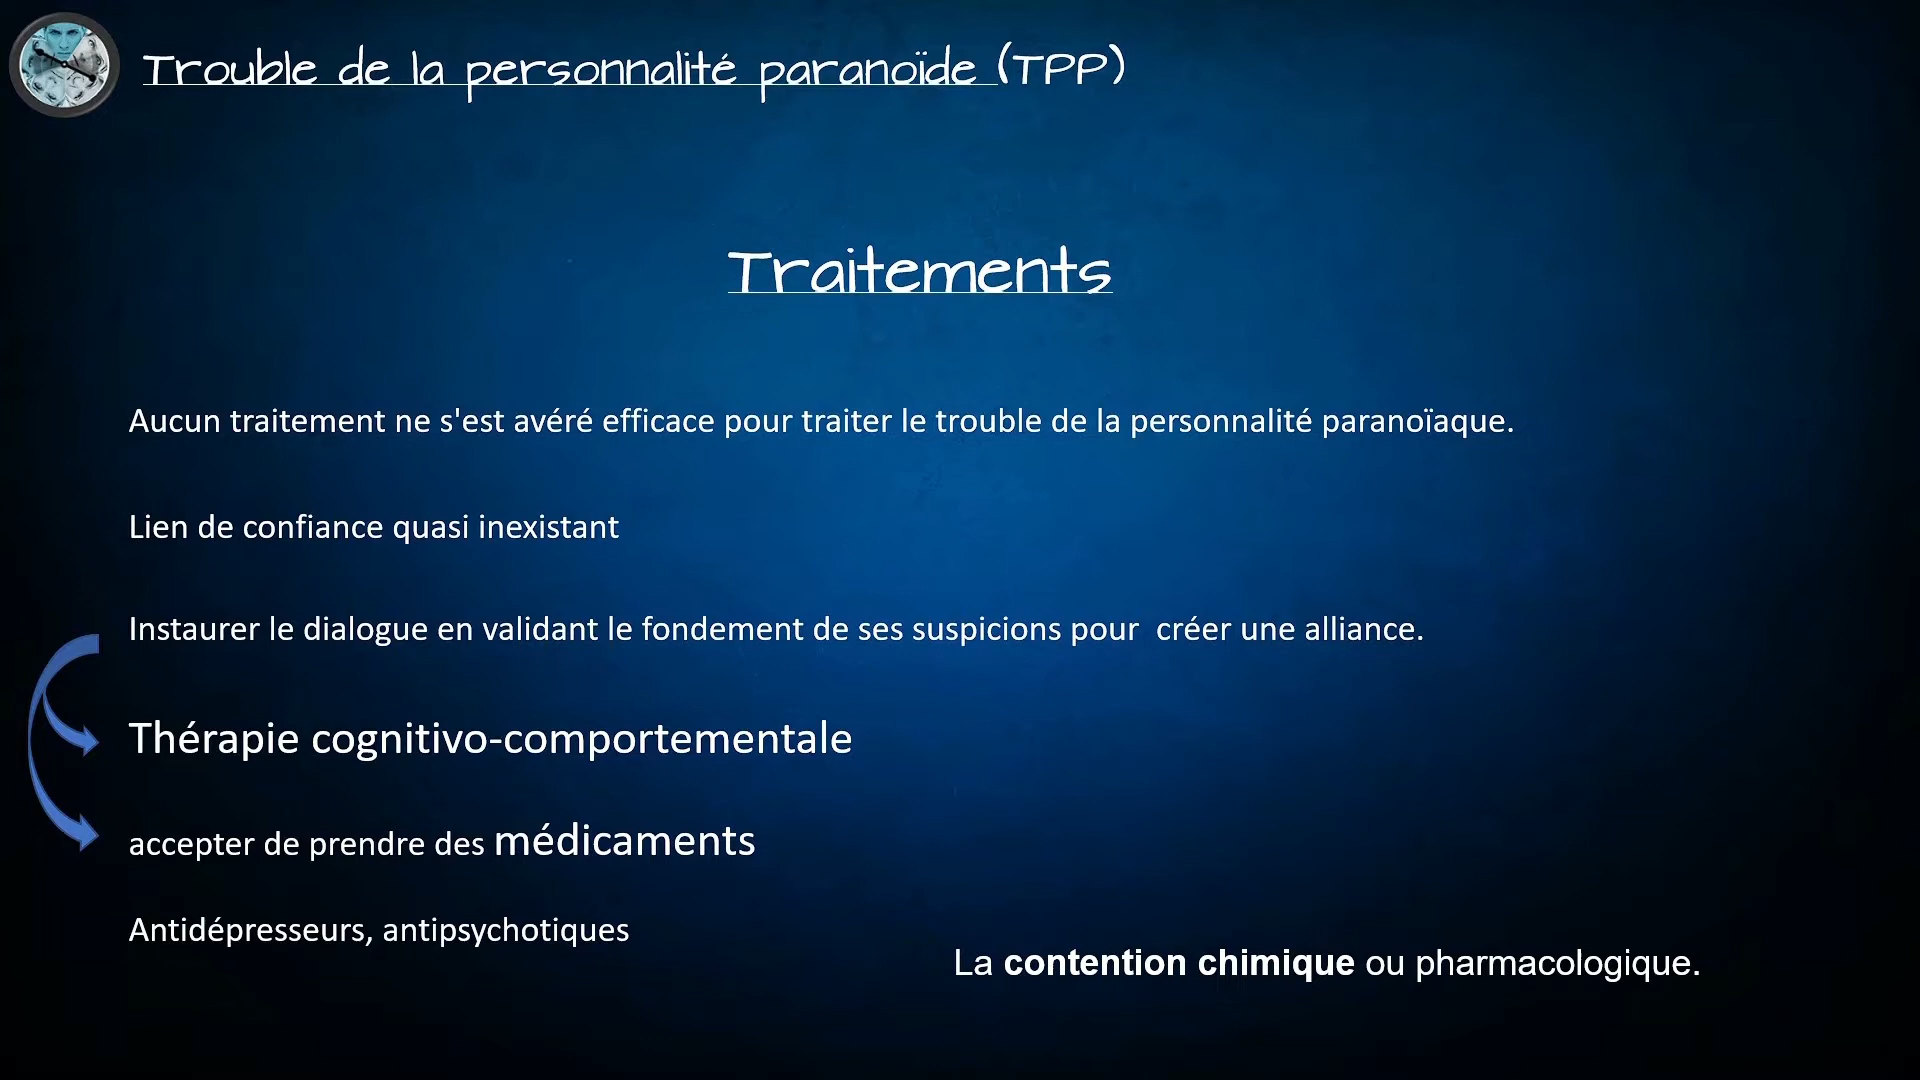 Trouble de la personnalité paranoïde (TPP)
Traitements
Aucun traitement ne s'est avéré efficace pour traiter le trouble de la personnalité paranoïaque.
Lien de confiance quasi inexistant
Instaurer le dialogue en validant le fondement de ses suspicions pour  créer une alliance.
Thérapie cognitivo-comportementale
accepter de prendre des médicaments
Antidépresseurs, antipsychotiques
La contention chimique ou pharmacologique.